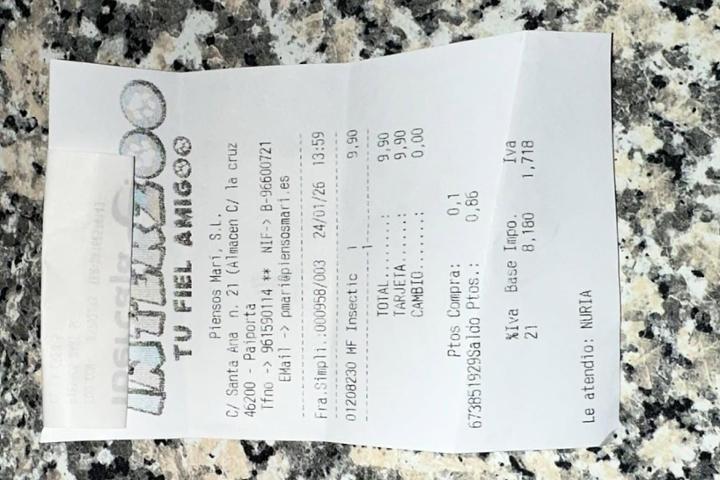 TU FIEL AMIGOO
Piensos Mari, S.L.
C/ Santa Ana n. 21 (Almacen C/ la cruz
46200 - Paiporta
Tfno -> 961590114 ** NIF-> B-96600721
EMail -> pmari@piensosmari.es
Fra.Simpli.:000958/003 24/01/26 13:59
01208230 MF Insectic 1 9,90
1
TOTAL.......: 9,90
TARJETA.....: 9,90
CAMBIO......: 0,00
Ptos Compra: 0,1
673851929Saldo Ptos.: 0,86
%Iva Base Impo. Iva
21 8,180 1,718
Le atendio: NURIA